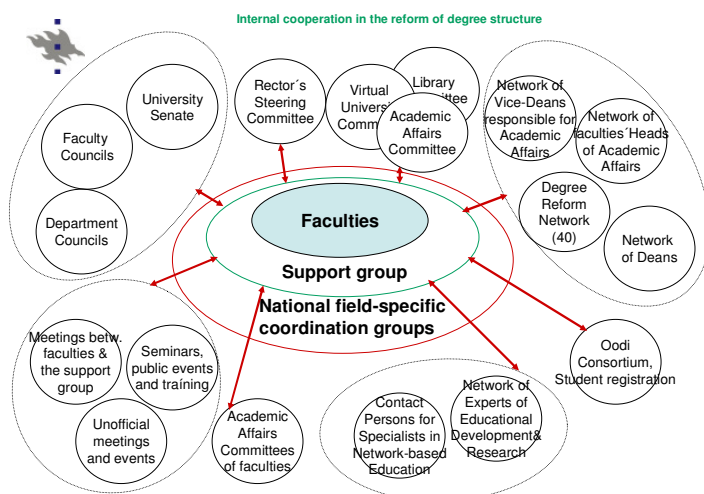 Internal cooperation in the reform of degree structure
University
Senate
Faculty
Councils
Department
Councils
Rector´s
Steering
Committee
Virtual
University
Committee
Library
Committee
Academic
Affairs
Committee
Network of
Vice-Deans
responsible for
Academic
Affairs
Network of
faculties´Heads
of Academic
Affairs
Degree
Reform
Network
(40)
Network
of Deans
Faculties
Support group
National field-specific
coordination groups
Meetings betw.
faculties &
the support
group
Seminars,
public events
and traíning
Unofficial
meetings
and events
Academic
Affairs
Committees
of faculties
Contact
Persons for
Specialists in
Network-based
Education
Network of
Experts of
Educational
Development&
Research
Oodi
Consortium,
Student registration